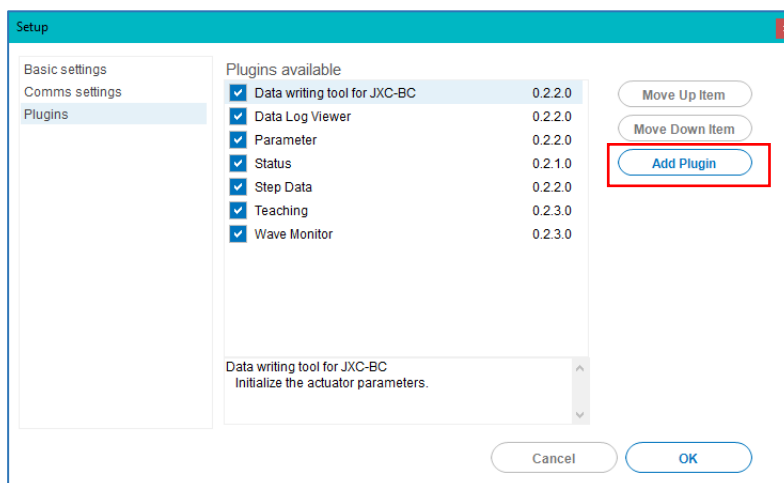 Setup
Basic settings
Comms settings
Plugins
Plugins available
Data writing tool for JXC-BC 0.2.2.0
Data Log Viewer 0.2.2.0
Parameter 0.2.2.0
Status 0.2.1.0
Step Data 0.2.2.0
Teaching 0.2.3.0
Wave Monitor 0.2.3.0
Move Up Item
Move Down Item
Add Plugin
Data writing tool for JXC-BC
Initialize the actuator parameters.
Cancel
OK